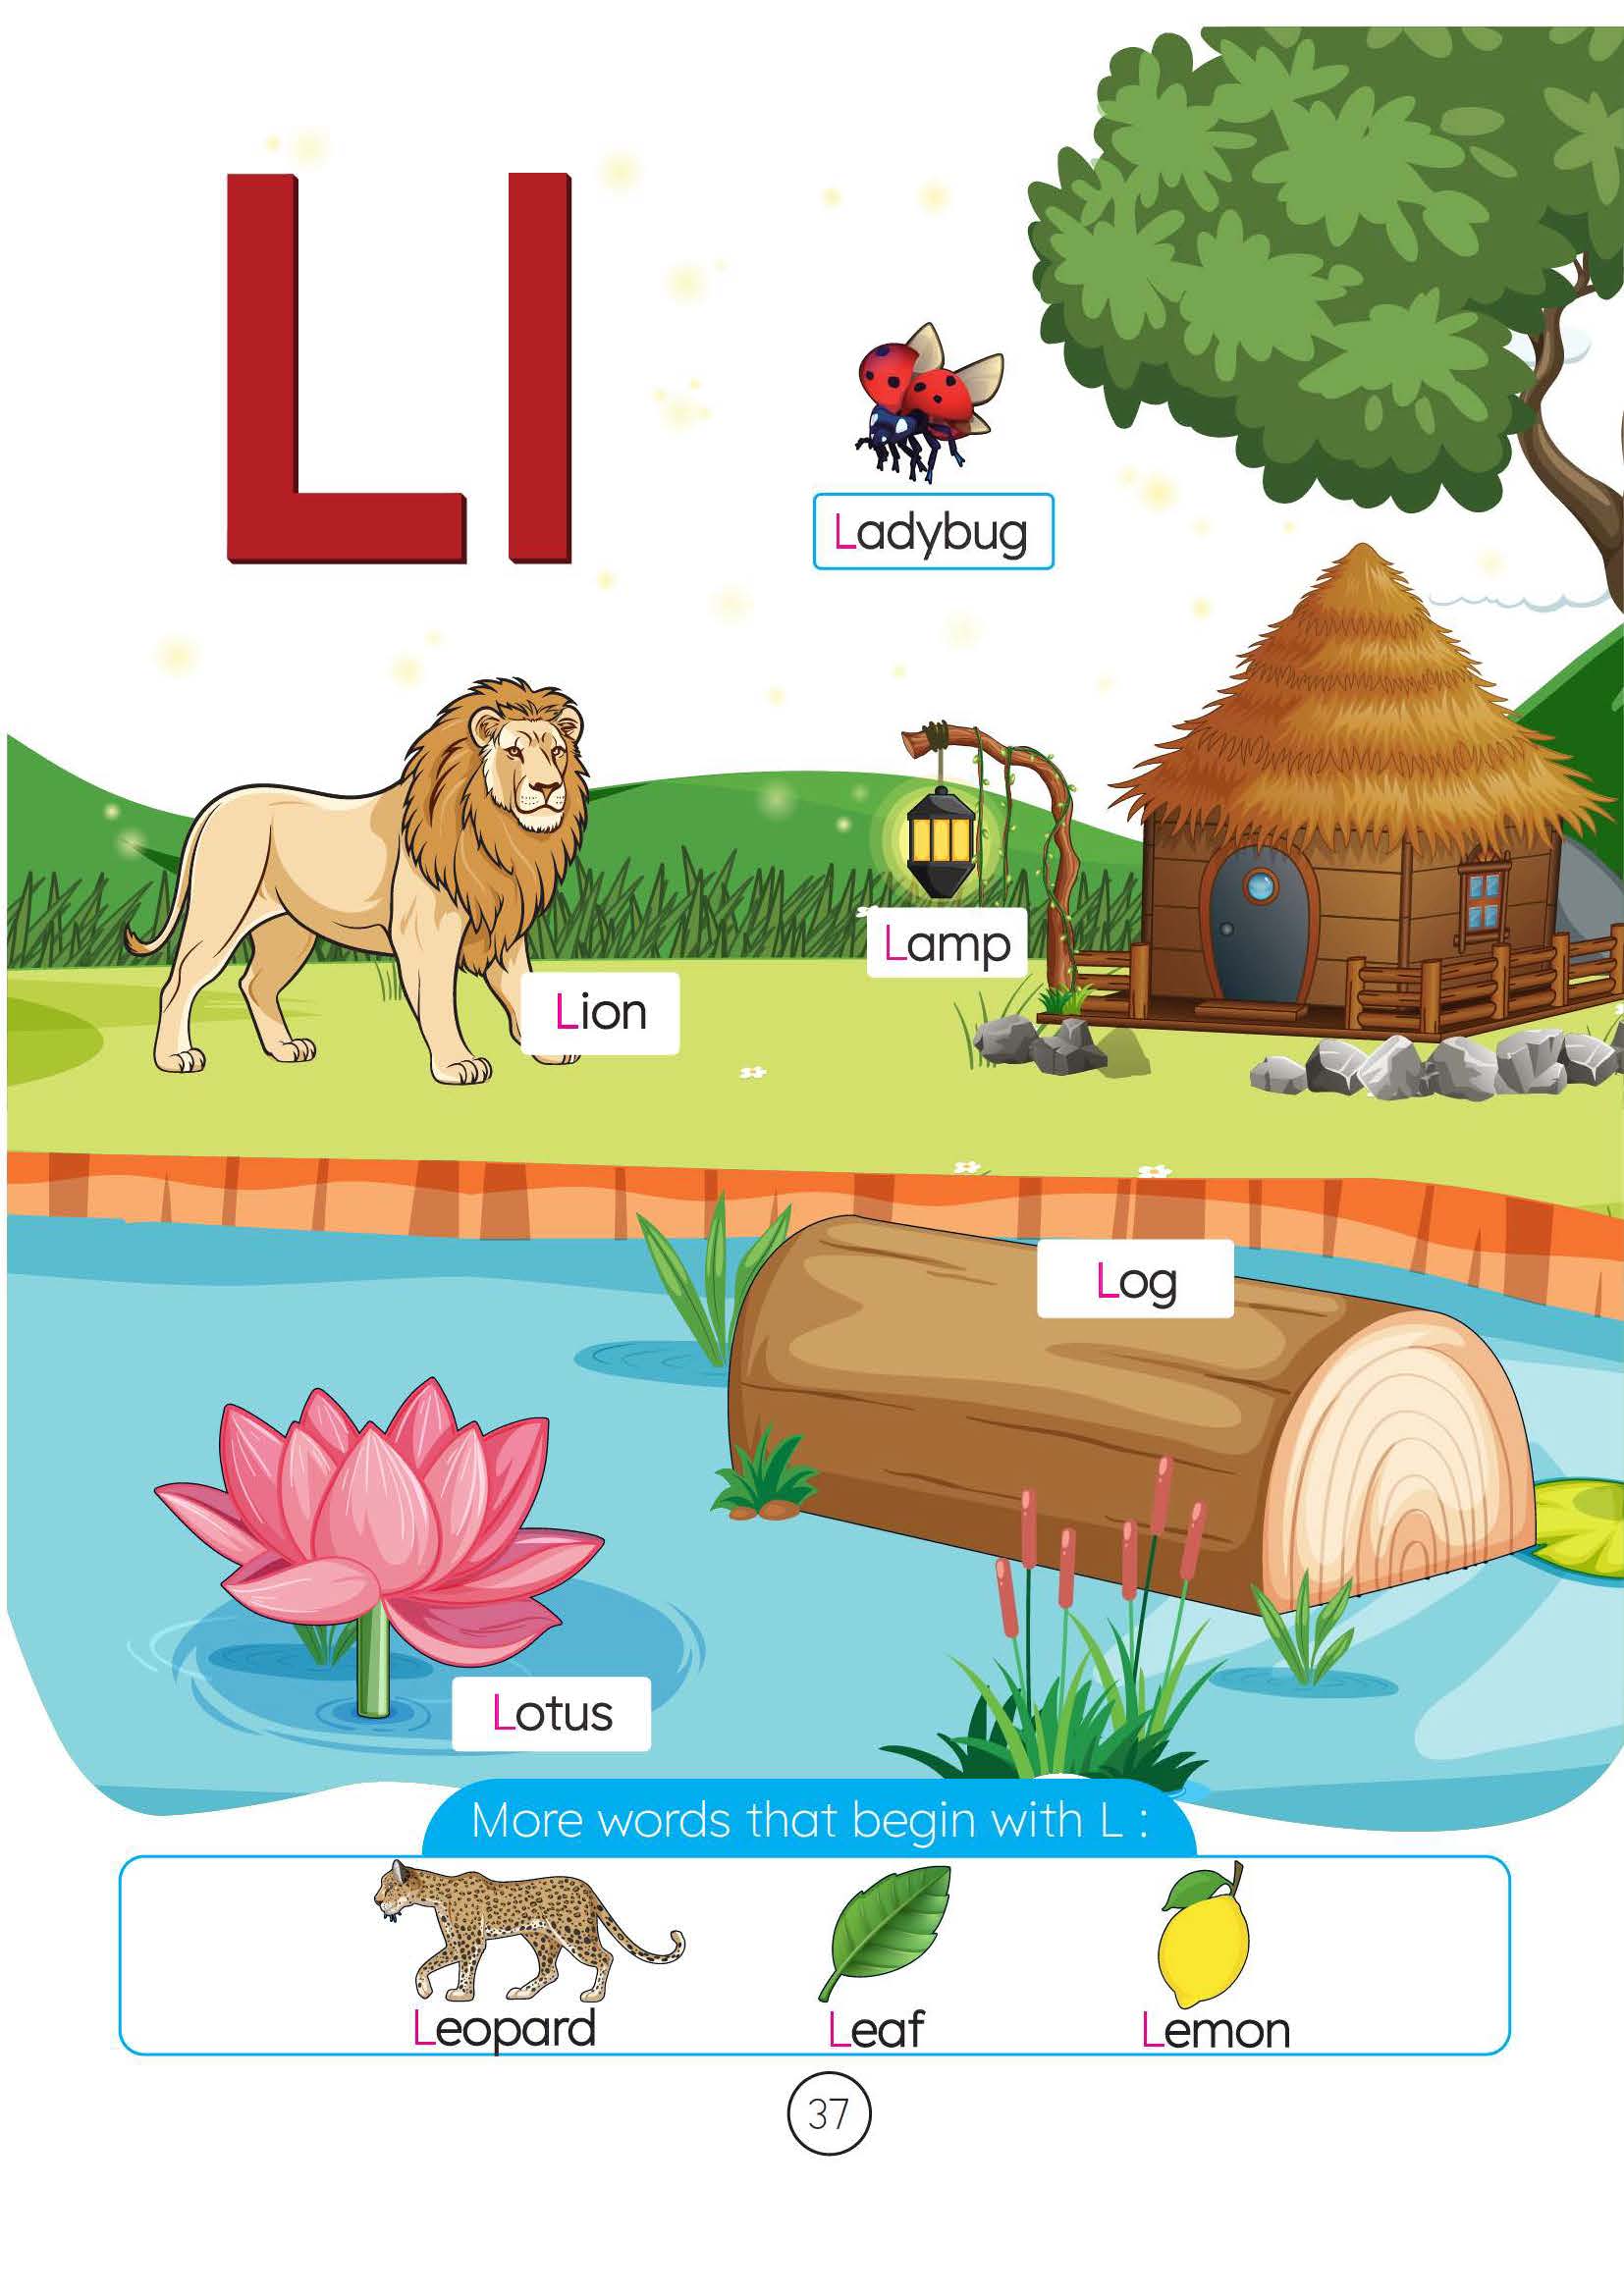 Ll
Ladybug
Lamp
Lion
Log
Lotus
More words that begin with L :
Leopard Leaf Lemon
37